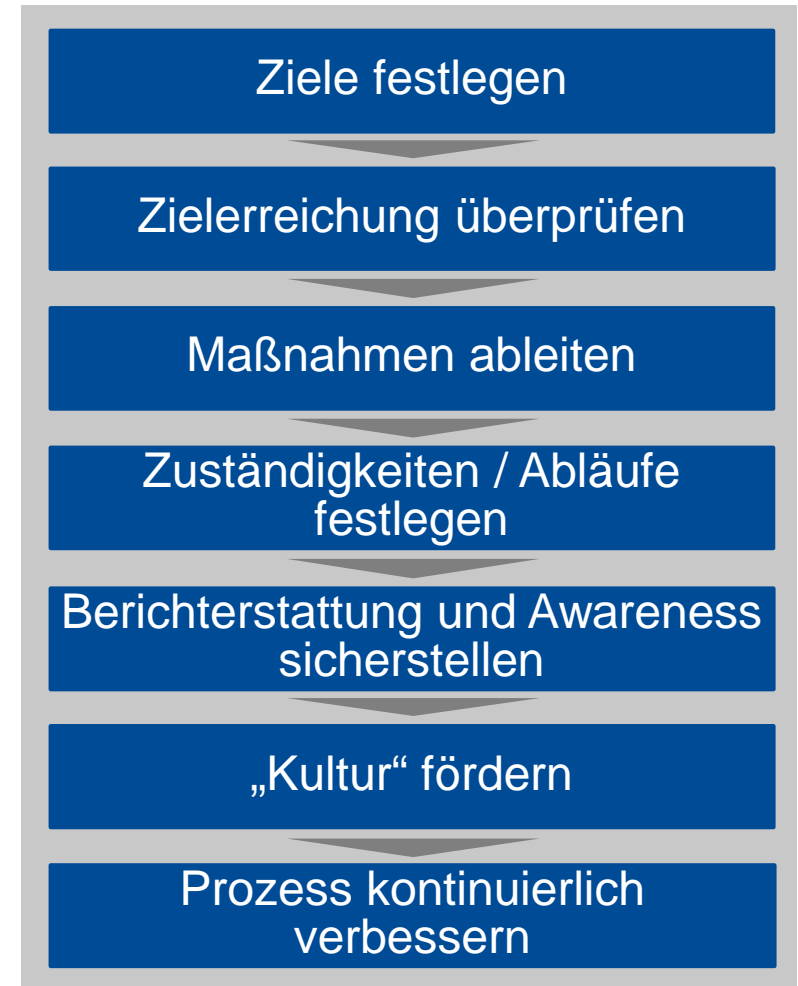 Ziele festlegen
Zielerreichung überprüfen
Maßnahmen ableiten
Zuständigkeiten / Abläufe
festlegen
Berichterstattung und Awareness
sicherstellen
„Kultur“ fördern
Prozess kontinuierlich
verbessern